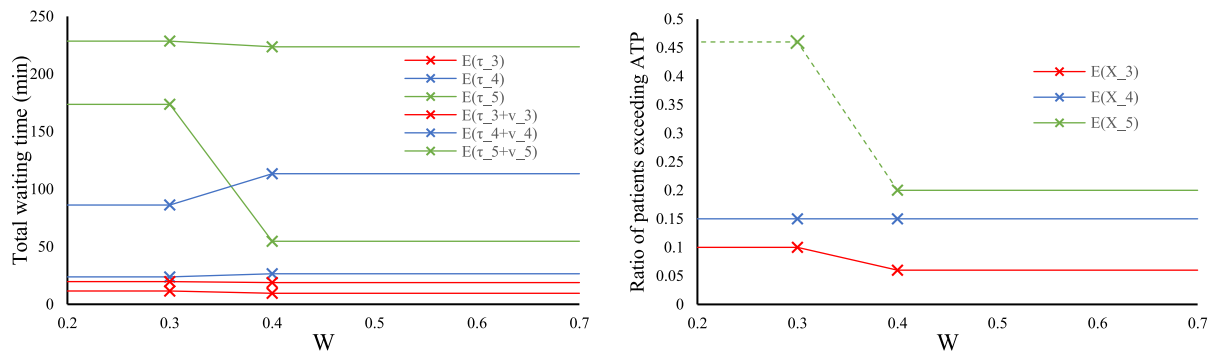 250
200
150
100
50
0
Total waiting time (min)
E(τ_3)
E(τ_4)
E(τ_5)
E(τ_3+v_3)
E(τ_4+v_4)
E(τ_5+v_5)
0.2 0.3 0.4 0.5 0.6 0.7
W
0.5
0.45
0.4
0.35
0.3
0.25
0.2
0.15
0.1
0.05
0
Ratio of patients exceeding ATP
E(X_3)
E(X_4)
E(X_5)
0.2 0.3 0.4 0.5 0.6 0.7
W